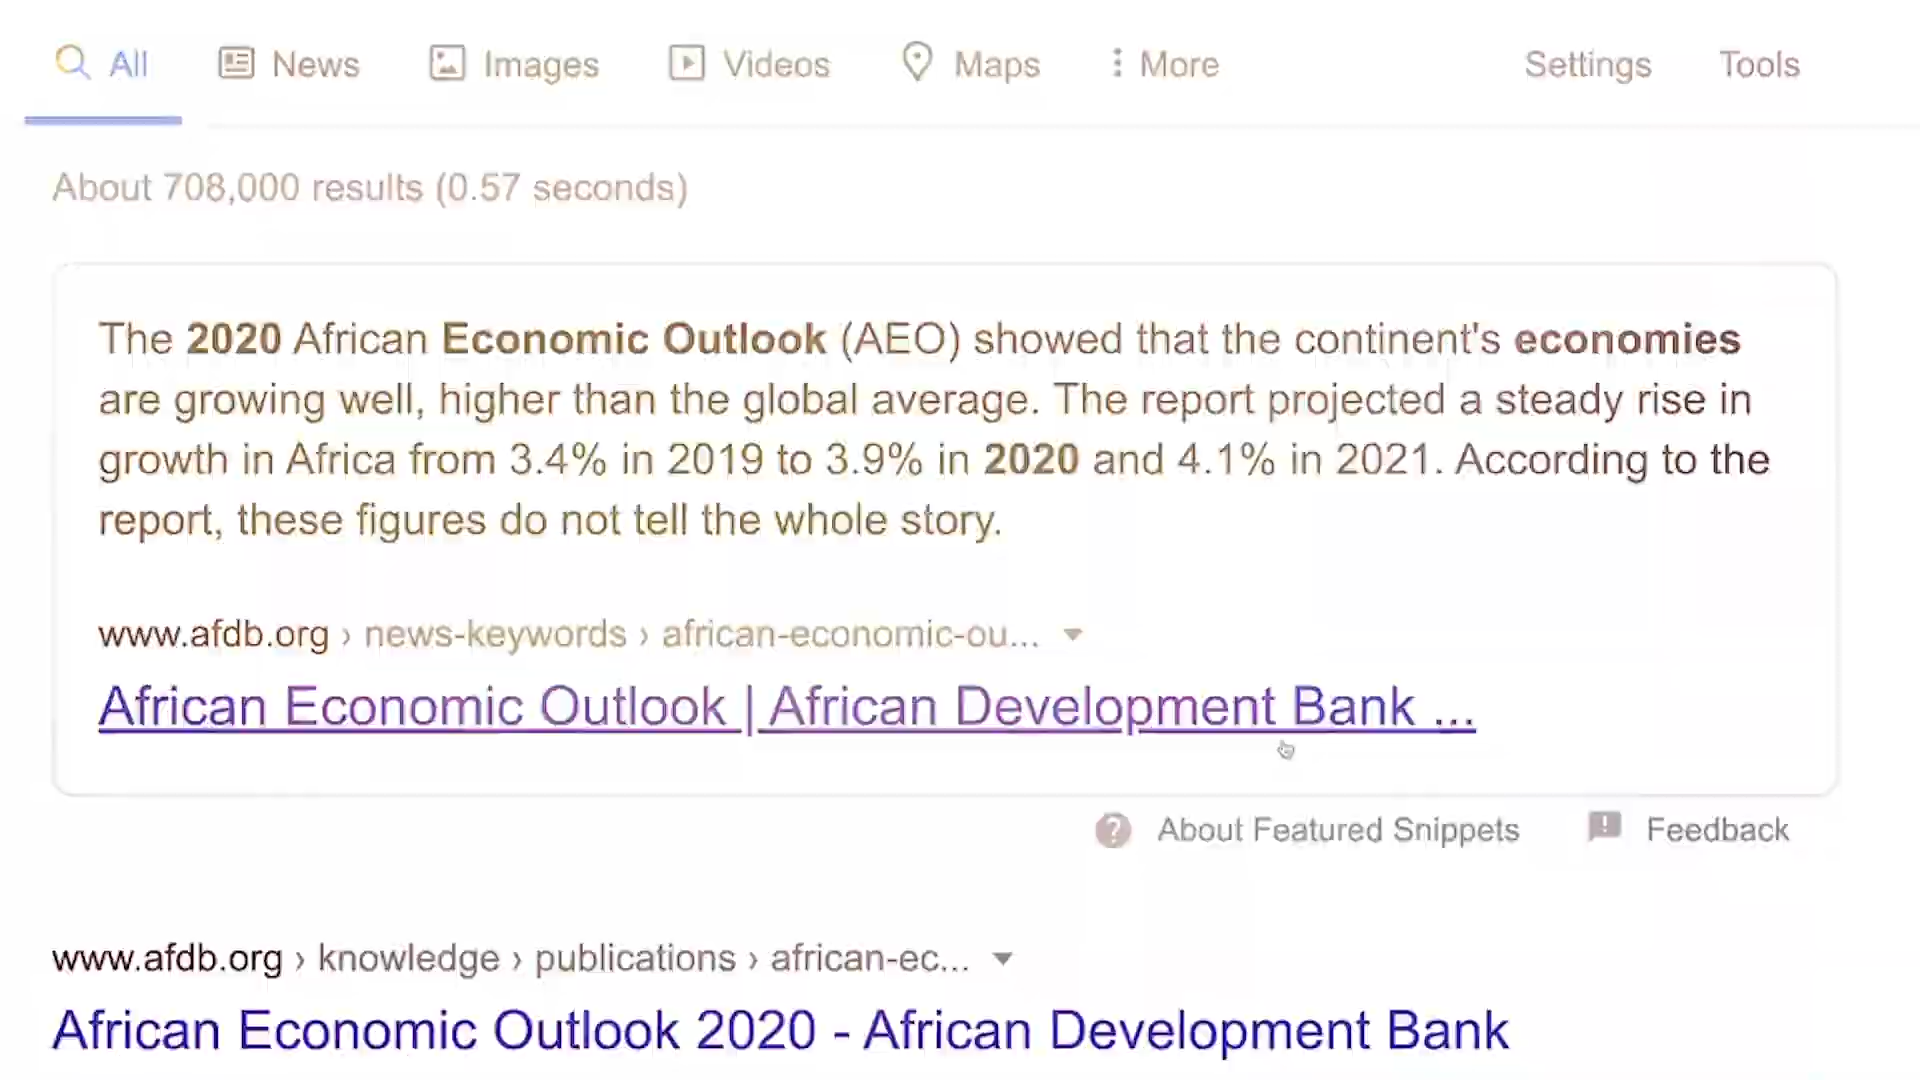 All News Images Videos Maps More Settings Tools
About 708,000 results (0.57 seconds)
The 2020 African Economic Outlook (AEO) showed that the continent's economies
are growing well, higher than the global average. The report projected a steady rise in
growth in Africa from 3.4% in 2019 to 3.9% in 2020 and 4.1% in 2021. According to the
report, these figures do not tell the whole story.
www.afdb.org › news-keywords › african-economic-ou...
African Economic Outlook | African Development Bank ...
About Featured Snippets Feedback
www.afdb.org › knowledge › publications › african-ec...
African Economic Outlook 2020 - African Development Bank